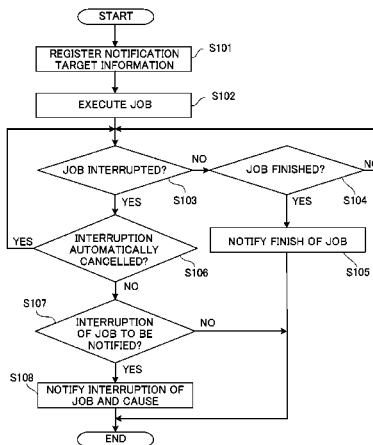 START
S101
REGISTER NOTIFICATION
TARGET INFORMATION
S102
EXECUTE JOB
JOB INTERRUPTED?
NO
S103
YES
JOB FINISHED?
NO
S104
YES
NOTIFY FINISH OF JOB
S105
YES
INTERRUPTION
AUTOMATICALLY
CANCELLED?
S106
NO
S107
INTERRUPTION
OF JOB TO BE
NOTIFIED?
NO
YES
S108
NOTIFY INTERRUPTION OF
JOB AND CAUSE
END